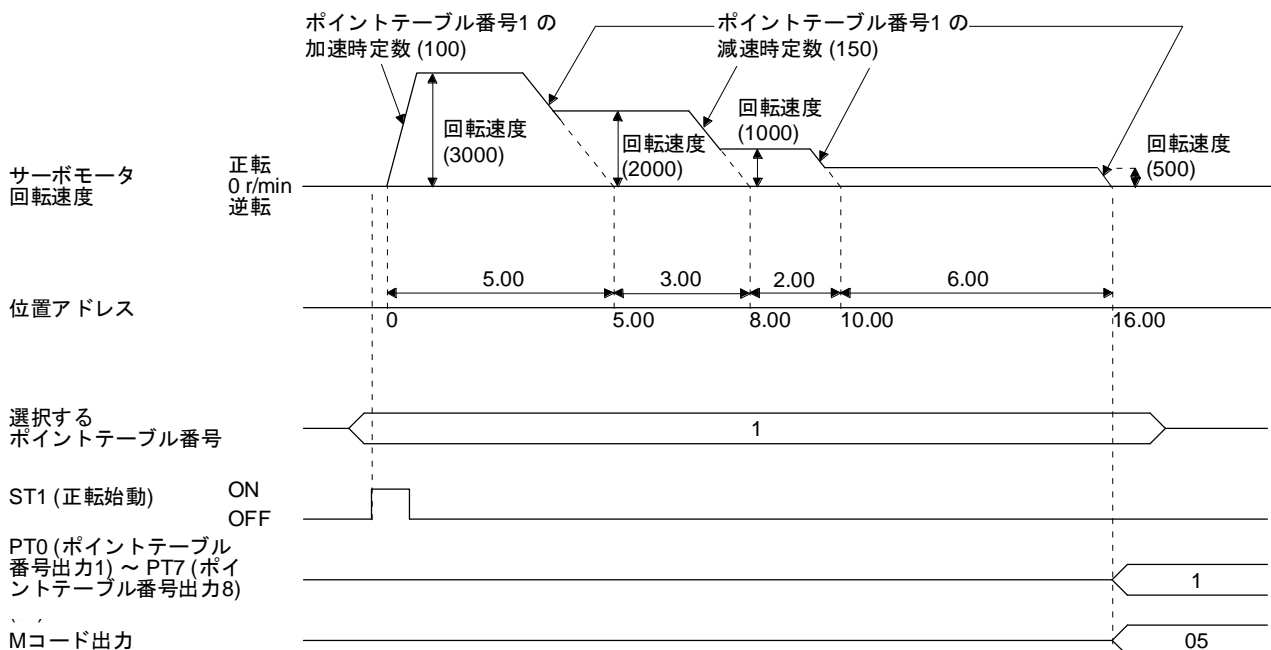 ポイントテーブル番号1 の
加速時定数 (100)
ポイントテーブル番号1 の
減速時定数 (150)
回転速度
(3000)
回転速度
(2000)
回転速度
(1000)
回転速度
(500)
サーボモータ
回転速度
正転
0 r/min
逆転
5.00
3.00
2.00
6.00
位置アドレス
0
5.00
8.00
10.00
16.00
選択する
ポイントテーブル番号
1
ST1 (正転始動)
ON
OFF
PT0 (ポイントテーブル
番号出力1) ～ PT7 (ポイ
ントテーブル番号出力8)
1
Mコード出力
05